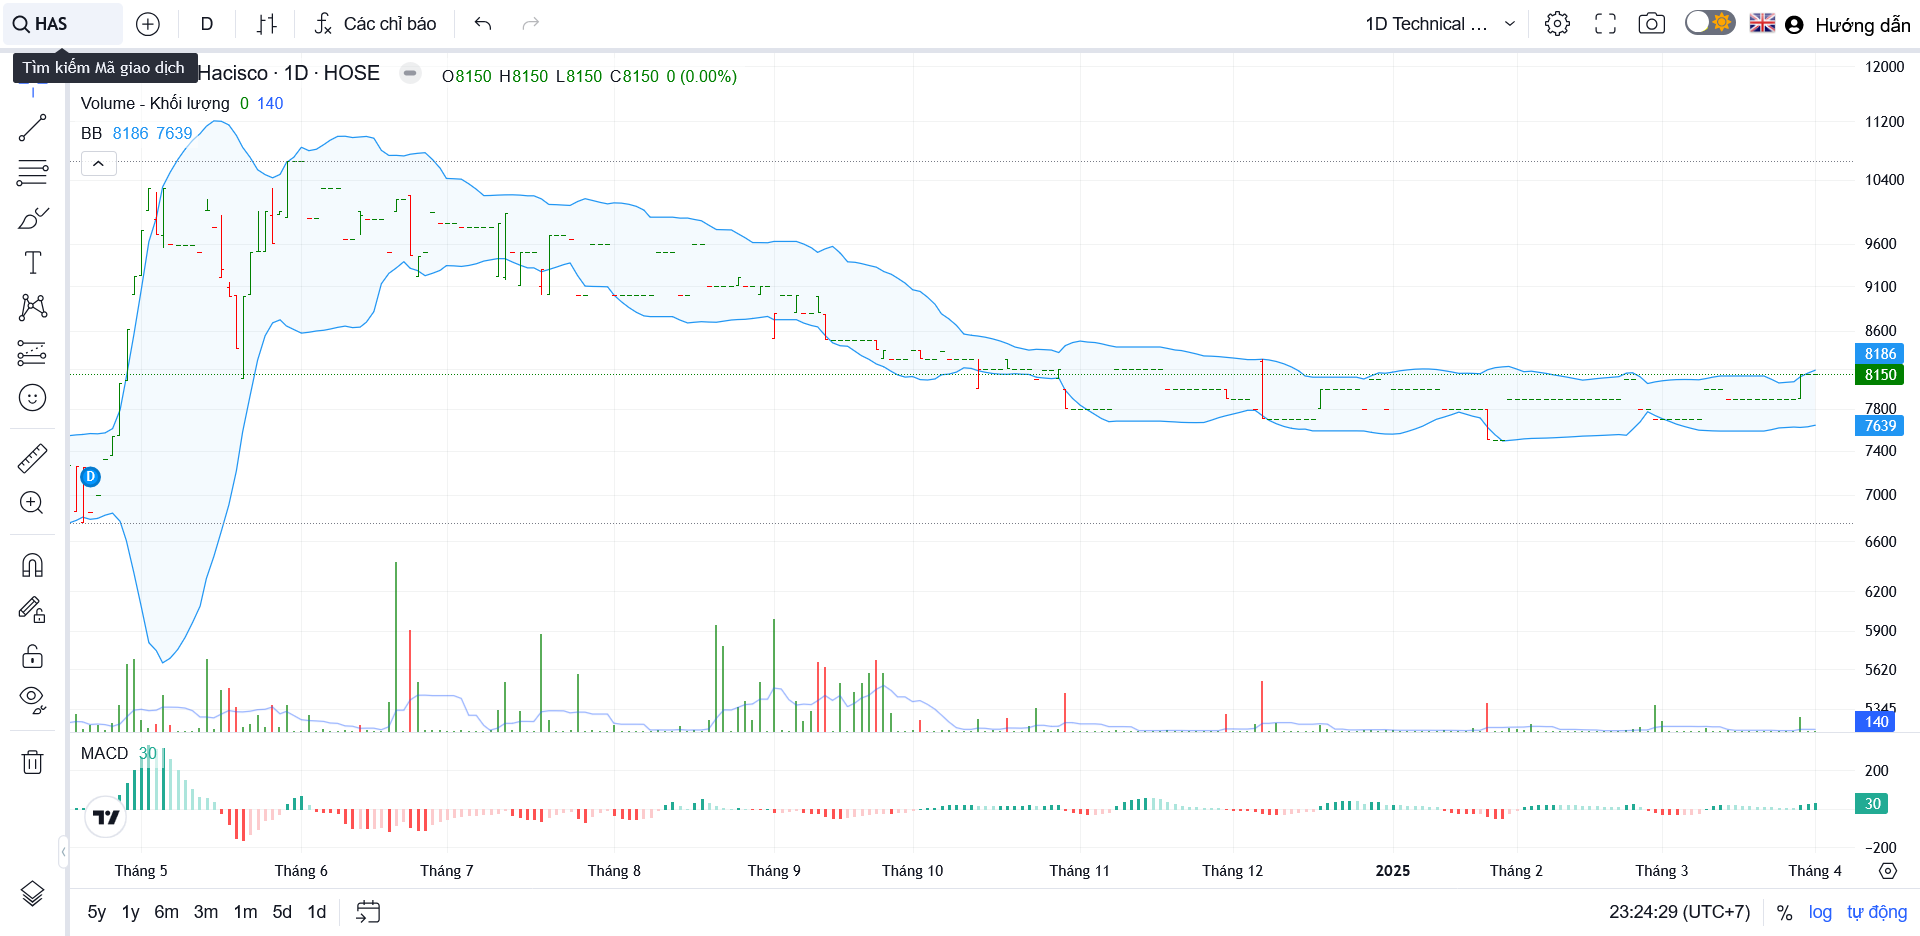 HAS
D
Các chỉ báo
1D Technical ...
Hướng dẫn
Tìm kiếm Mã giao dịch
Hacisco · 1D · HOSE
O8150 H8150 L8150 C8150 0 (0.00%)
Volume - Khối lượng 0 140
BB 8186 7639
D
12000
11200
10400
9600
9100
8600
8186
8150
7800
7639
7400
7000
6600
6200
5900
5620
5345
140
MACD 30
200
30
−200
Tháng 5 Tháng 6 Tháng 7 Tháng 8 Tháng 9 Tháng 10 Tháng 11 Tháng 12 2025 Tháng 2 Tháng 3 Tháng 4
5y 1y 6m 3m 1m 5d 1d
23:24:29 (UTC+7) % log tự động